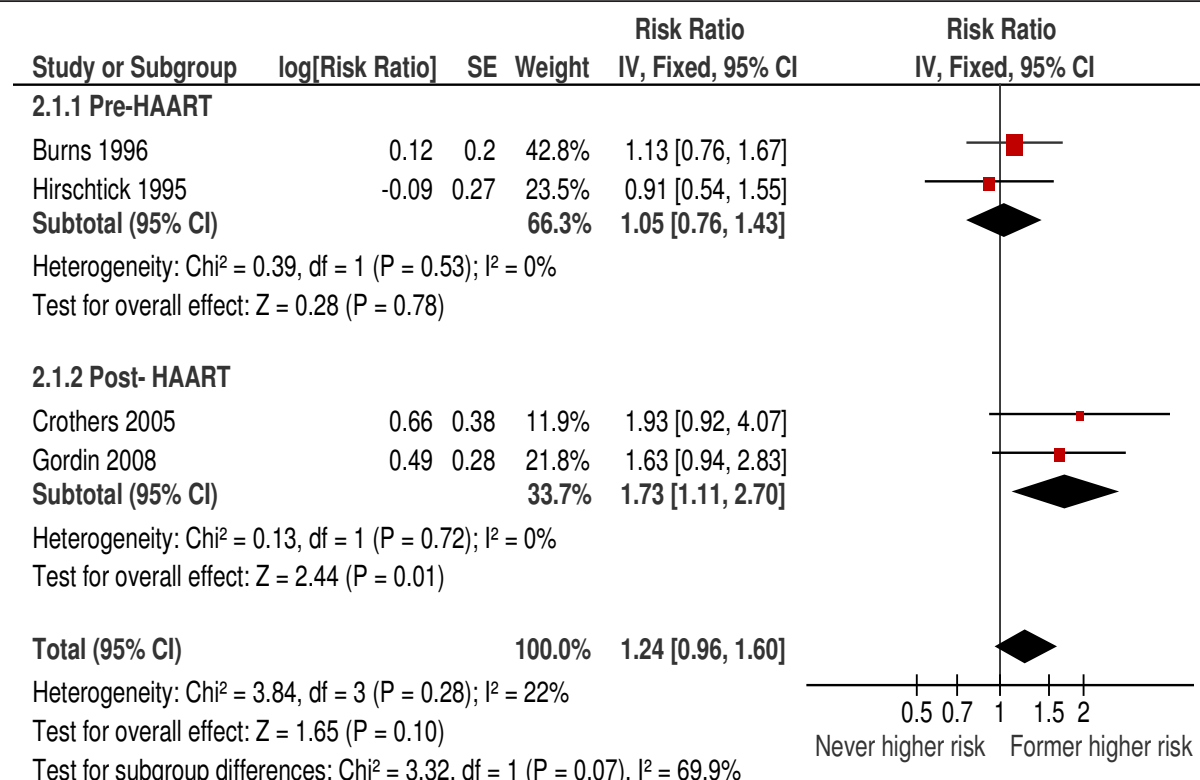 Risk Ratio Risk Ratio
Study or Subgroup log[Risk Ratio] SE Weight IV, Fixed, 95% CI IV, Fixed, 95% CI
2.1.1 Pre-HAART
Burns 1996 0.12 0.2 42.8% 1.13 [0.76, 1.67]
Hirschtick 1995 -0.09 0.27 23.5% 0.91 [0.54, 1.55]
Subtotal (95% CI) 66.3% 1.05 [0.76, 1.43]
Heterogeneity: Chi² = 0.39, df = 1 (P = 0.53); I² = 0%
Test for overall effect: Z = 0.28 (P = 0.78)
2.1.2 Post- HAART
Crothers 2005 0.66 0.38 11.9% 1.93 [0.92, 4.07]
Gordin 2008 0.49 0.28 21.8% 1.63 [0.94, 2.83]
Subtotal (95% CI) 33.7% 1.73 [1.11, 2.70]
Heterogeneity: Chi² = 0.13, df = 1 (P = 0.72); I² = 0%
Test for overall effect: Z = 2.44 (P = 0.01)
Total (95% CI) 100.0% 1.24 [0.96, 1.60]
Heterogeneity: Chi² = 3.84, df = 3 (P = 0.28); I² = 22%
Test for overall effect: Z = 1.65 (P = 0.10)
Test for subgroup differences: Chi² = 3.32, df = 1 (P = 0.07), I² = 69.9%
0.5 0.7 1 1.5 2
Never higher risk Former higher risk